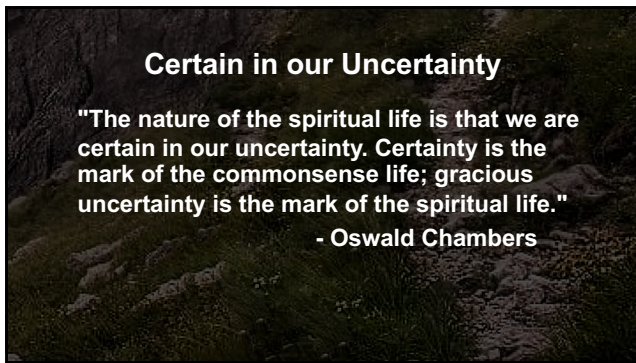 Certain in our Uncertainty
"The nature of the spiritual life is that we are
certain in our uncertainty. Certainty is the
mark of the commonsense life; gracious
uncertainty is the mark of the spiritual life."
- Oswald Chambers